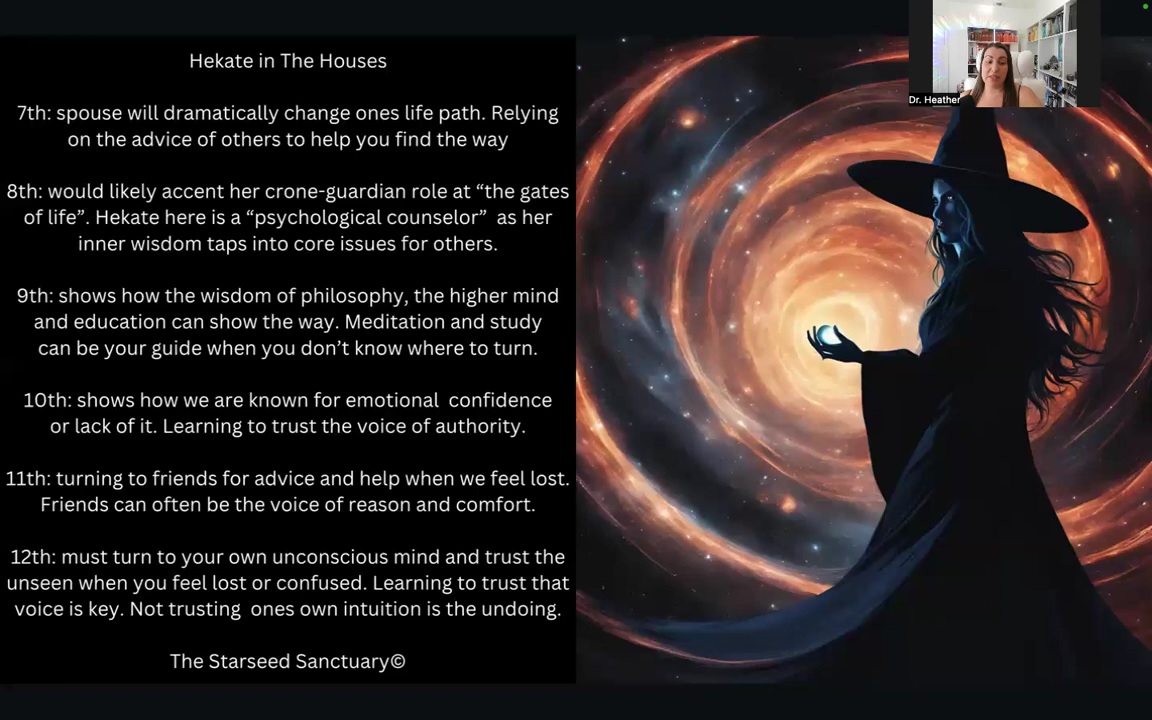 Hekate in The Houses
7th: spouse will dramatically change ones life path. Relying
on the advice of others to help you find the way
8th: would likely accent her crone-guardian role at “the gates
of life”. Hekate here is a “psychological counselor”  as her
inner wisdom taps into core issues for others.
9th: shows how the wisdom of philosophy, the higher mind
and education can show the way. Meditation and study
can be your guide when you don’t know where to turn.
10th: shows how we are known for emotional  confidence
or lack of it. Learning to trust the voice of authority.
11th: turning to friends for advice and help when we feel lost.
Friends can often be the voice of reason and comfort.
12th: must turn to your own unconscious mind and trust the
unseen when you feel lost or confused. Learning to trust that
voice is key. Not trusting  ones own intuition is the undoing.
The Starseed Sanctuary©
Dr. Heather